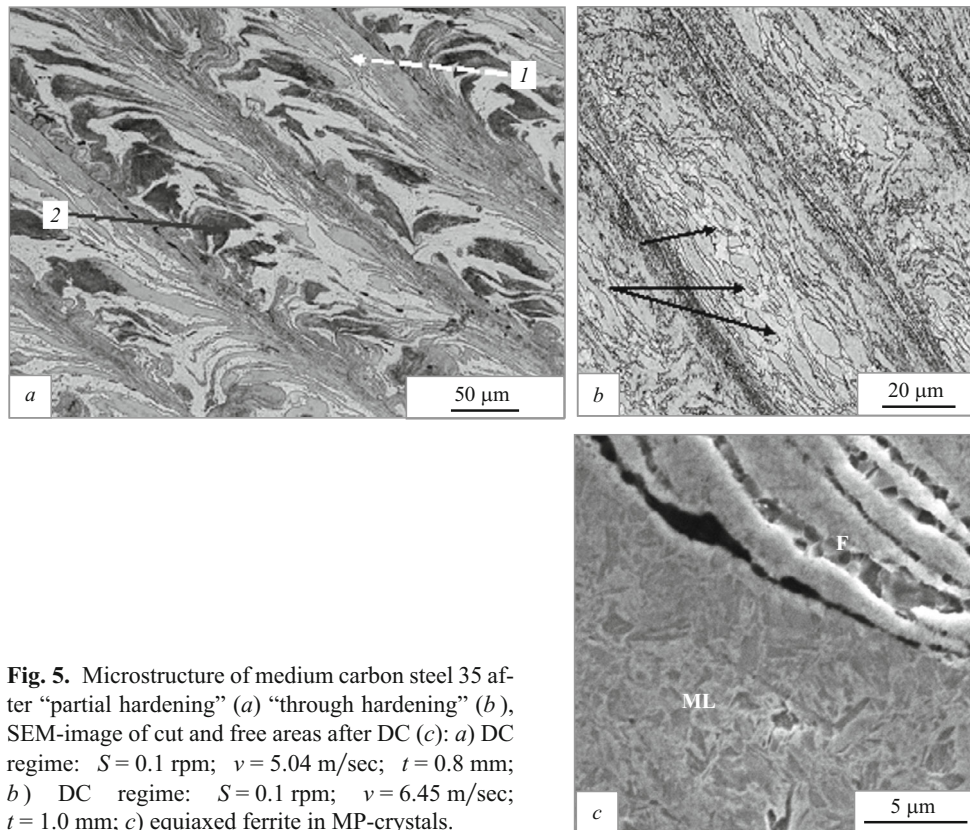 1
2
a
50 μm
b
20 μm
F
ML
c
5 μm
Fig. 5. Microstructure of medium carbon steel 35 af-
ter “partial hardening” (a) “through hardening” (b ),
SEM-image of cut and free areas after DC (c): a) DC
regime: S = 0.1 rpm; v = 5.04 m/sec; t = 0.8 mm;
b ) DC regime: S = 0.1 rpm; v = 6.45 m/sec;
t = 1.0 mm; c) equiaxed ferrite in MP-crystals.